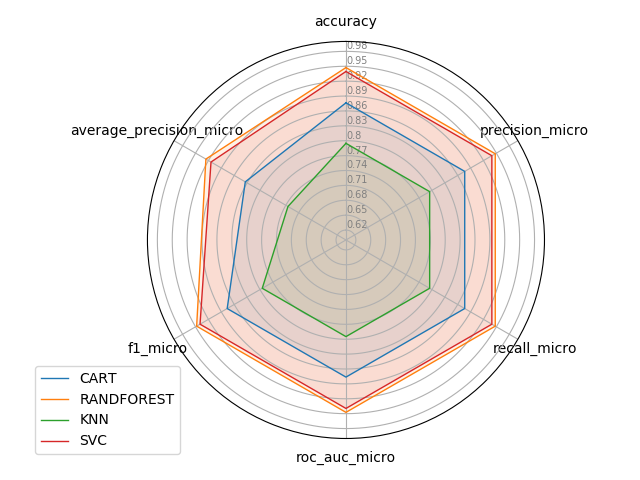 accuracy
0.98
0.95
0.92
0.89
0.86
0.83
0.8
0.77
0.74
0.71
0.68
0.65
0.62
average_precision_micro
precision_micro
f1_micro
recall_micro
roc_auc_micro
CART
RANDFOREST
KNN
SVC